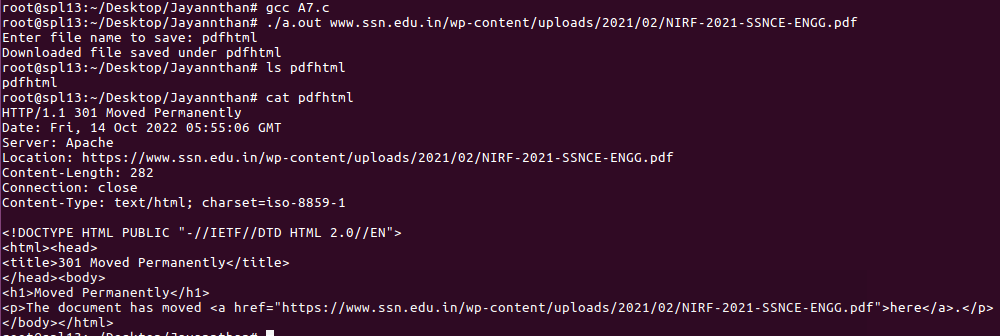 root@spl13:~/Desktop/Jayannthan# gcc A7.c
root@spl13:~/Desktop/Jayannthan# ./a.out www.ssn.edu.in/wp-content/uploads/2021/02/NIRF-2021-SSNCE-ENGG.pdf
Enter file name to save: pdfhtml
Downloaded file saved under pdfhtml
root@spl13:~/Desktop/Jayannthan# ls pdfhtml
pdfhtml
root@spl13:~/Desktop/Jayannthan# cat pdfhtml
HTTP/1.1 301 Moved Permanently
Date: Fri, 14 Oct 2022 05:55:06 GMT
Server: Apache
Location: https://www.ssn.edu.in/wp-content/uploads/2021/02/NIRF-2021-SSNCE-ENGG.pdf
Content-Length: 282
Connection: close
Content-Type: text/html; charset=iso-8859-1

<!DOCTYPE HTML PUBLIC "-//IETF//DTD HTML 2.0//EN">
<html><head>
<title>301 Moved Permanently</title>
</head><body>
<h1>Moved Permanently</h1>
<p>The document has moved <a href="https://www.ssn.edu.in/wp-content/uploads/2021/02/NIRF-2021-SSNCE-ENGG.pdf">here</a>.</p>
</body></html>
root@spl13:~/Desktop/Jayannthan#